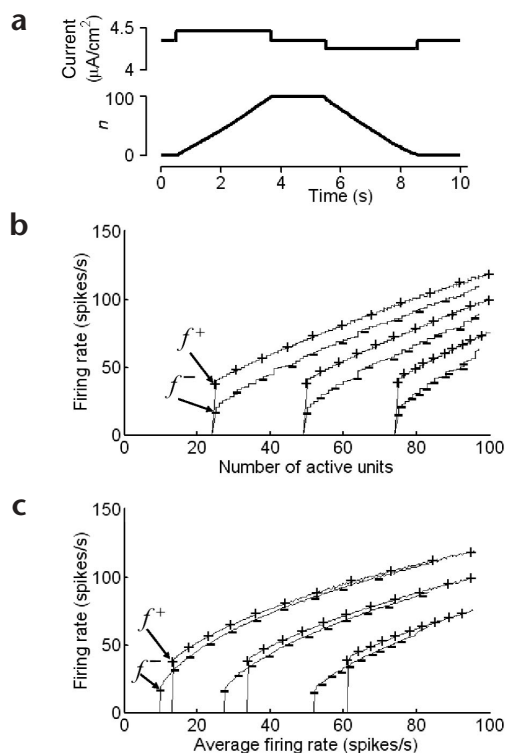 a
Current
(μA/cm²)
4.5
4
n
100
0
0 2 4 6 8 10
Time (s)
b
Firing rate (spikes/s)
150
100
50
0
f+
f−
0 20 40 60 80 100
Number of active units
c
Firing rate (spikes/s)
150
100
50
0
f+
f−
0 20 40 60 80 100
Average firing rate (spikes/s)